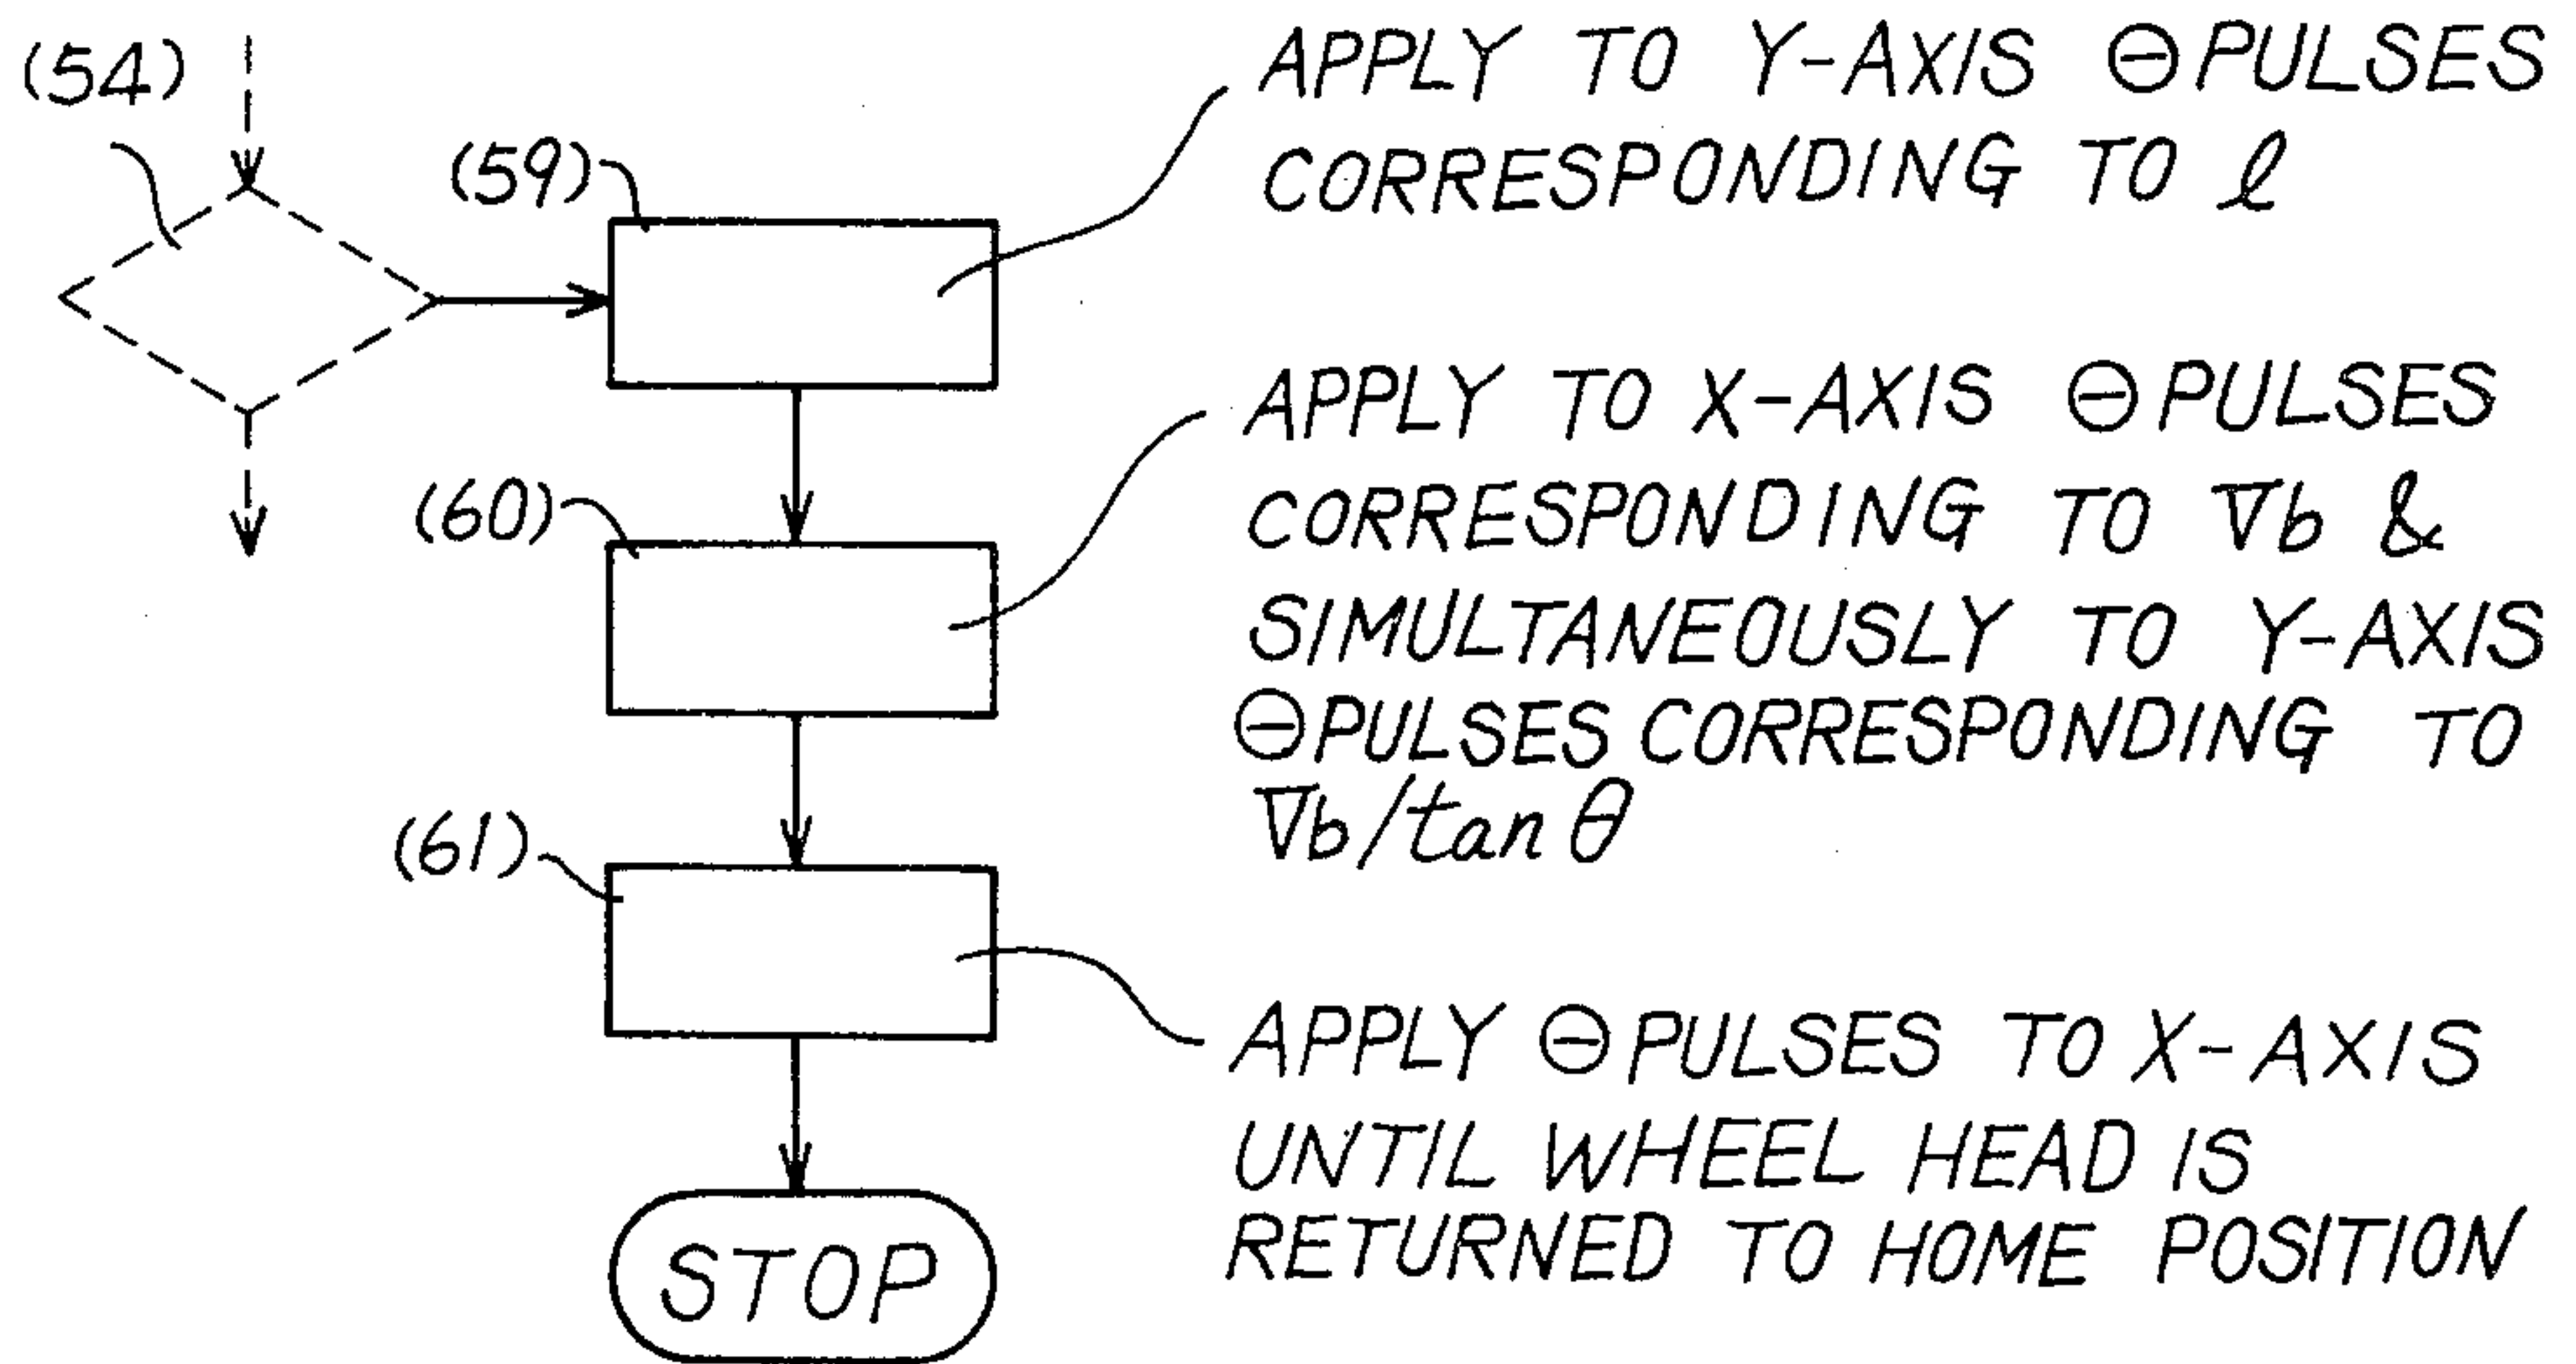 (54)
(59)
APPLY TO Y-AXIS ⊖ PULSES
CORRESPONDING TO ℓ
(60)
APPLY TO X-AXIS ⊖ PULSES
CORRESPONDING TO ∇b &
SIMULTANEOUSLY TO Y-AXIS
⊖ PULSES CORRESPONDING TO
∇b/tan θ
(61)
APPLY ⊖ PULSES TO X-AXIS
UNTIL WHEEL HEAD IS
RETURNED TO HOME POSITION
STOP